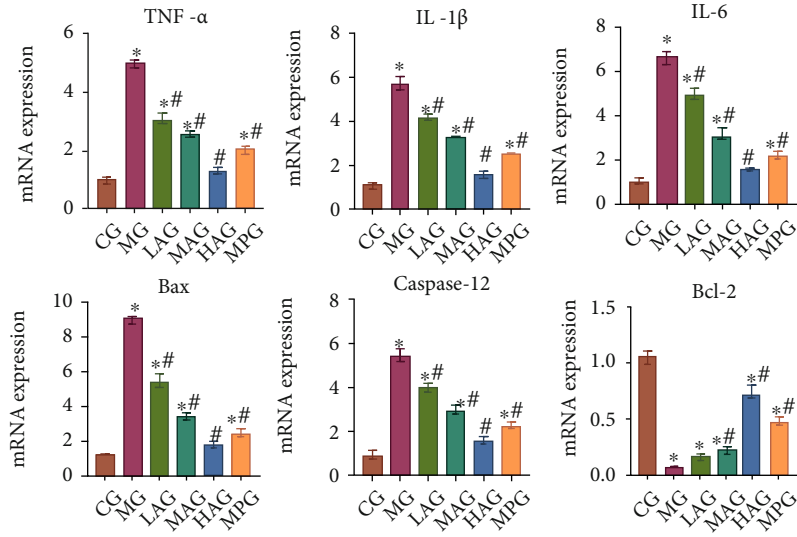 TNF -α
mRNA expression
6
4
2
0
*
*#
*#
#
*#
CG
MG
LAG
MAG
HAG
MPG
IL -1β
mRNA expression
8
6
4
2
0
*
*#
*#
#
*#
CG
MG
LAG
MAG
HAG
MPG
IL-6
mRNA expression
8
6
4
2
0
*
*#
*#
#
*#
CG
MG
LAG
MAG
HAG
MPG
Bax
mRNA expression
10
8
6
4
2
0
*
*#
*#
#
*#
CG
MG
LAG
MAG
HAG
MPG
Caspase-12
mRNA expression
8
6
4
2
0
*
*#
*#
#
*#
CG
MG
LAG
MAG
HAG
MPG
Bcl-2
mRNA expression
1.5
1.0
0.5
0.0
*
*
*#
*#
*#
CG
MG
LAG
MAG
HAG
MPG